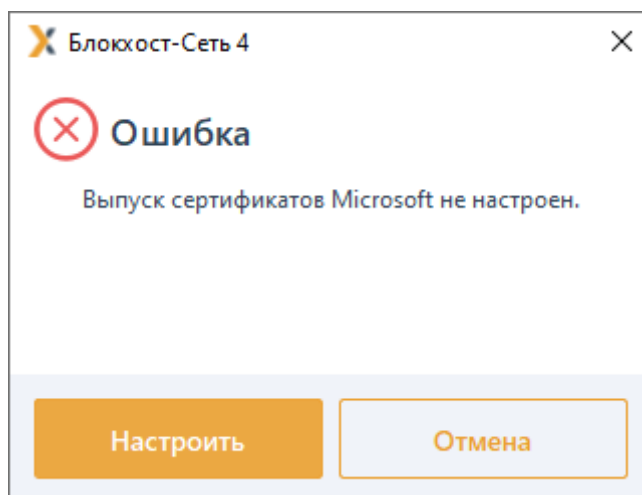 Блокхост-Сеть 4
Ошибка
Выпуск сертификатов Microsoft не настроен.
Настроить Отмена